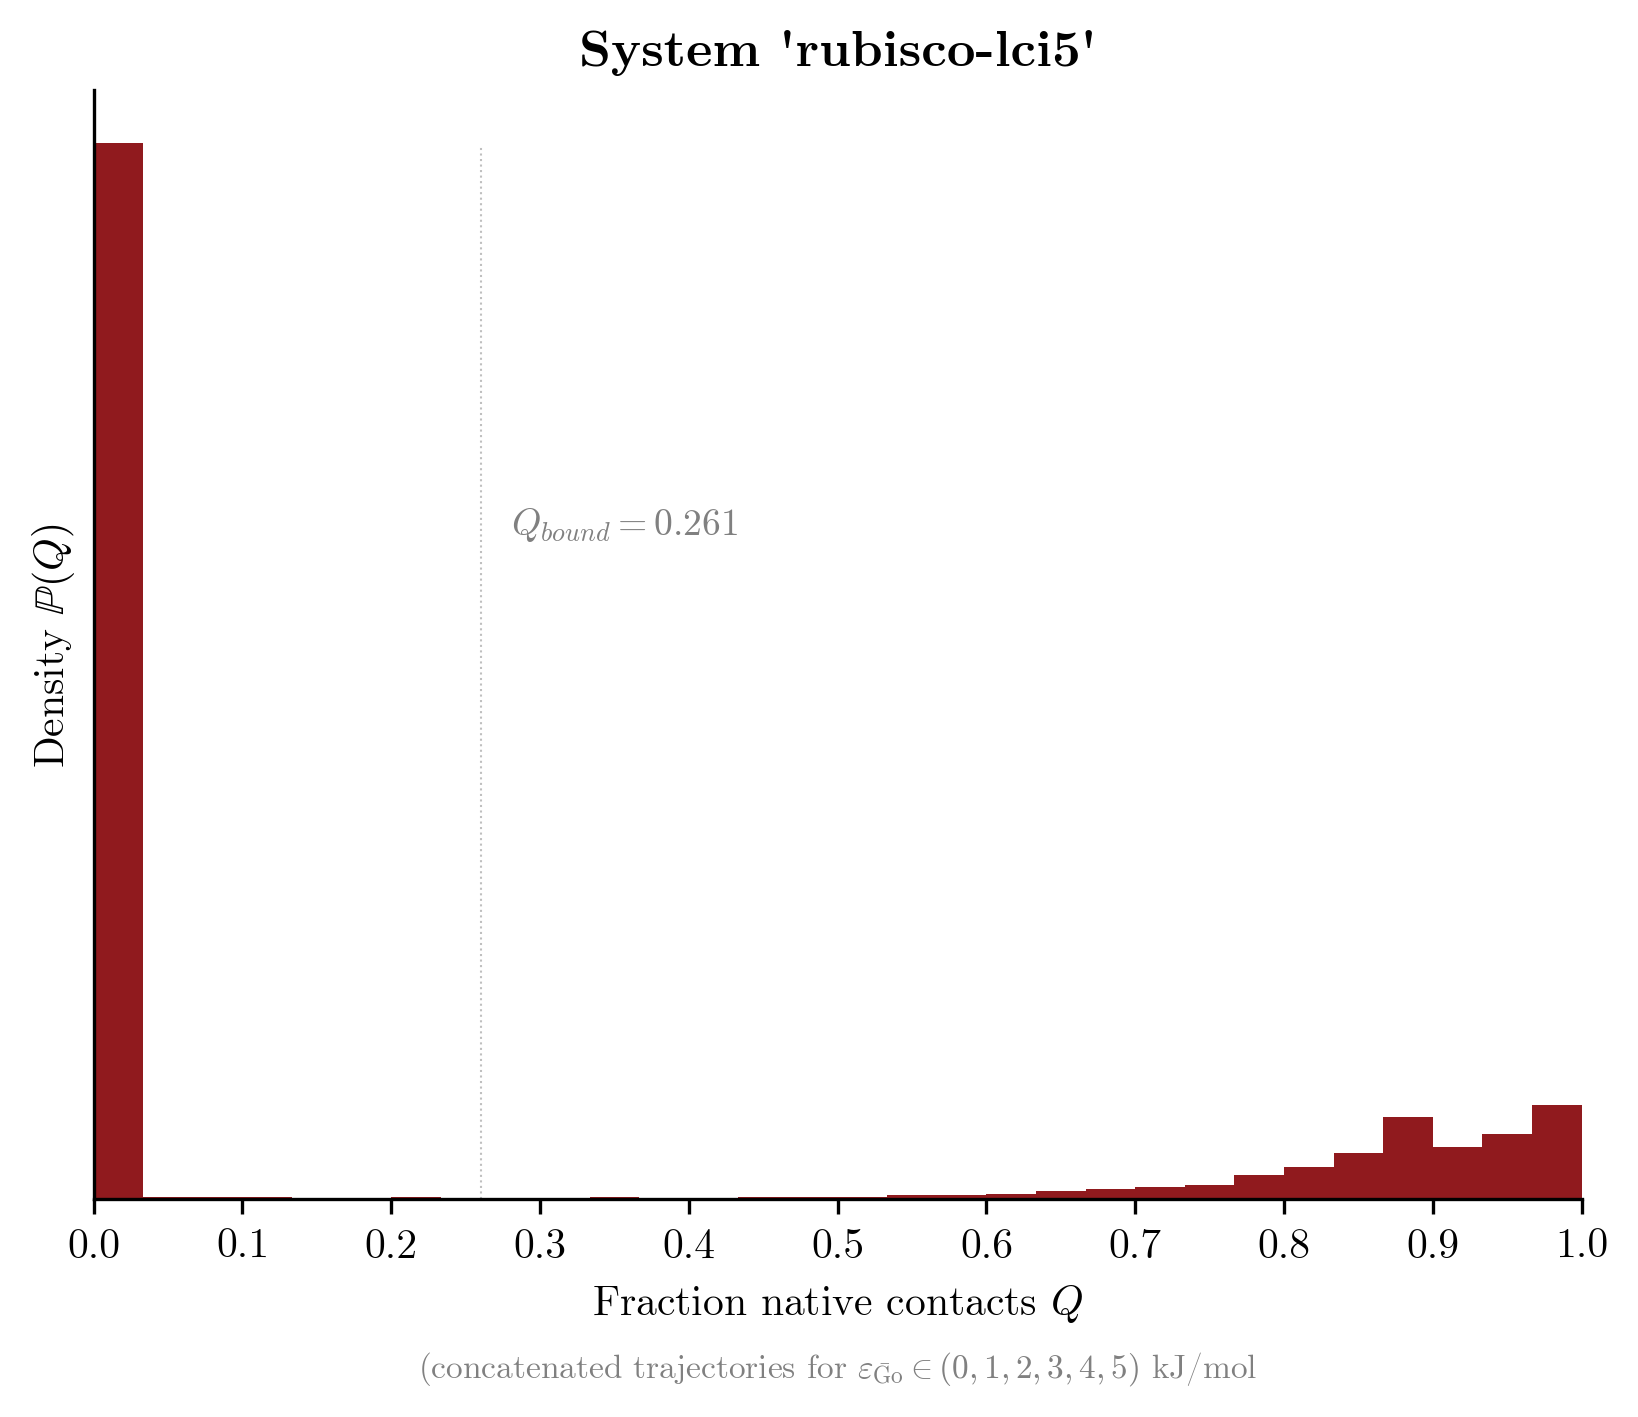 System 'rubisco-lci5'
Density ℙ(Q)
Q_bound = 0.261
0.0 0.1 0.2 0.3 0.4 0.5 0.6 0.7 0.8 0.9 1.0
Fraction native contacts Q
(concatenated trajectories for ε_Ḡo ∈ (0, 1, 2, 3, 4, 5) kJ/mol